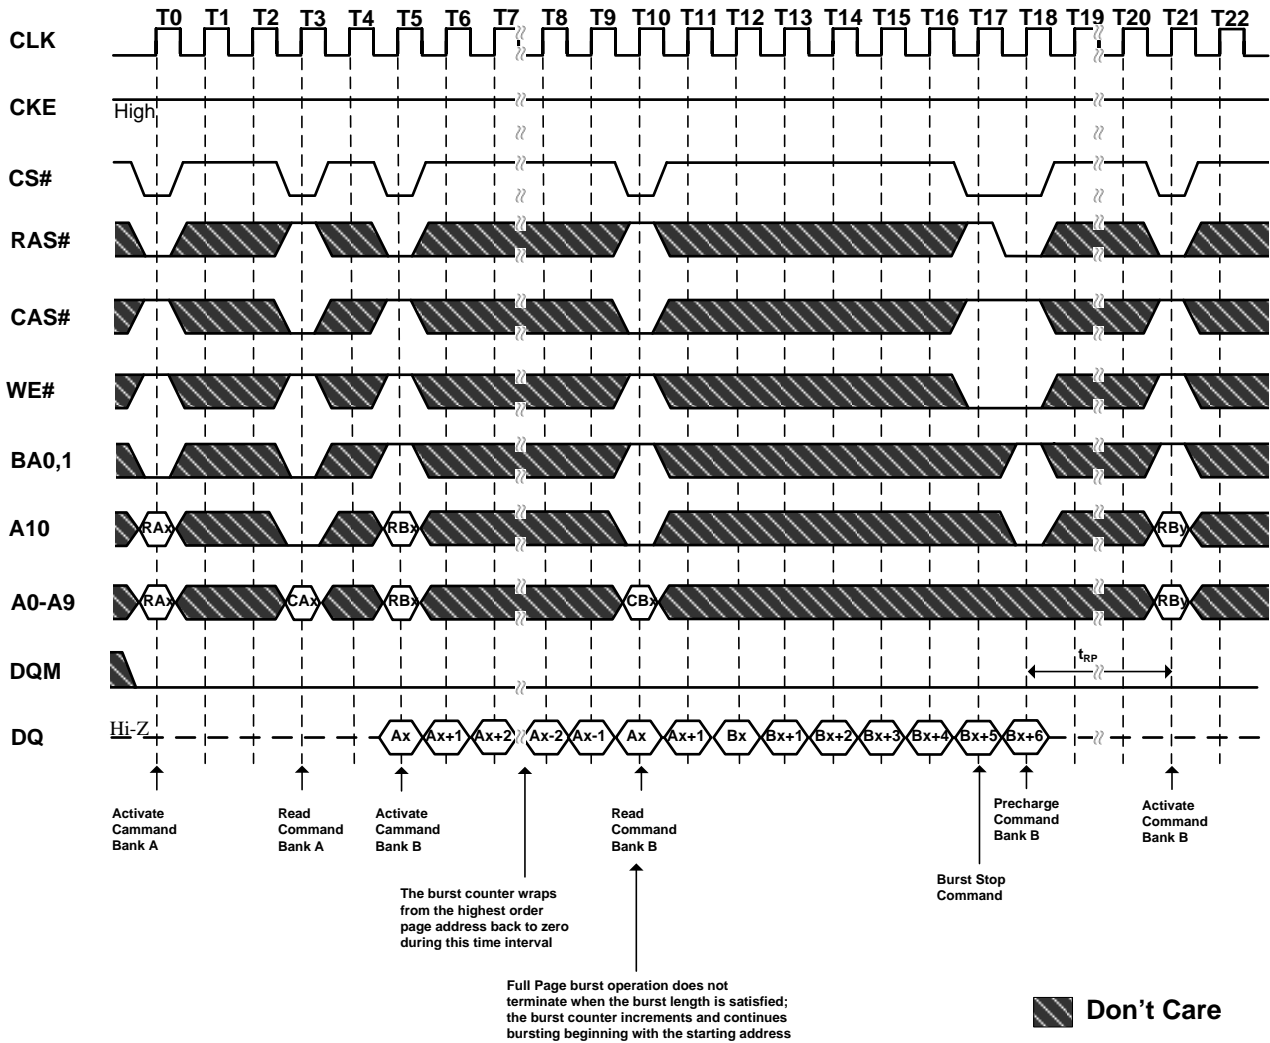 T0 T1 T2 T3 T4 T5 T6 T7 T8 T9 T10 T11 T12 T13 T14 T15 T16 T17 T18 T19 T20 T21 T22
CLK
CKE
High
CS#
RAS#
CAS#
WE#
BA0,1
A10
RAx RBx RBy
A0-A9
RAx CAx RBx CBx RBy
DQM
tRP
DQ
Hi-Z
Ax Ax+1 Ax+2 Ax-2 Ax-1 Ax Ax+1 Bx Bx+1 Bx+2 Bx+3 Bx+4 Bx+5 Bx+6
Activate
Cammand
Bank A
Read
Command
Bank A
Activate
Cammand
Bank B
Read
Command
Bank B
Precharge
Command
Bank B
Activate
Command
Bank B
The burst counter wraps
from the highest order
page address back to zero
during this time interval
Burst Stop
Command
Full Page burst operation does not
terminate when the burst length is satisfied;
the burst counter increments and continues
bursting beginning with the starting address
Don't Care